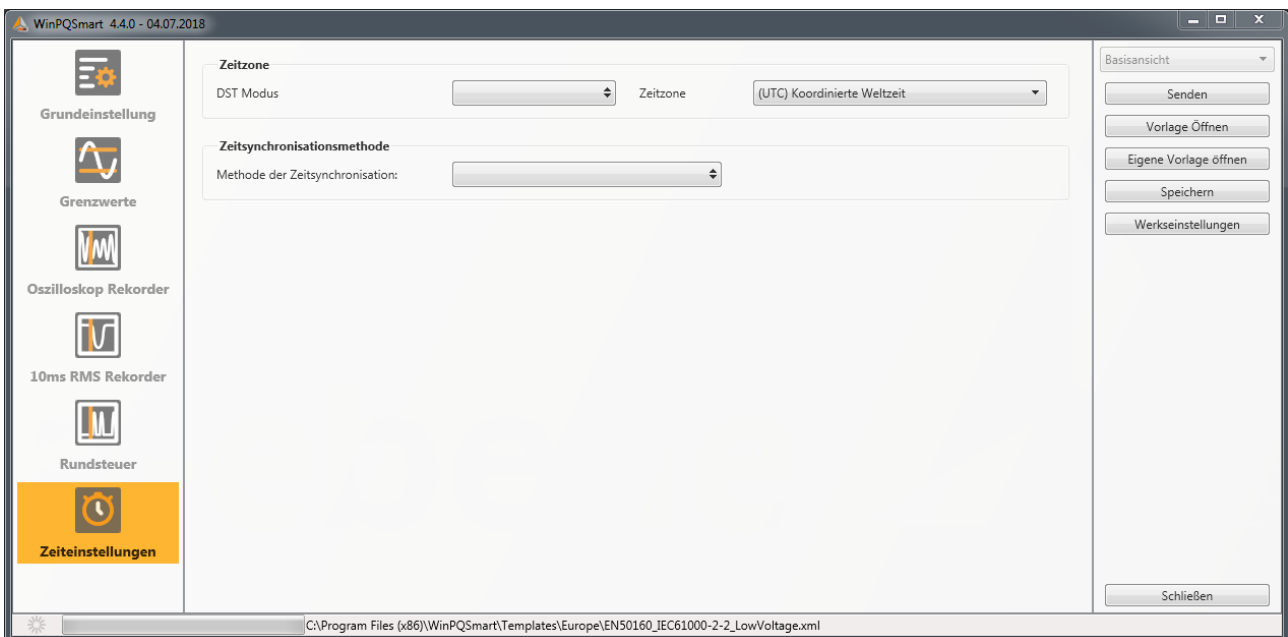 WinPQSmart 4.4.0 - 04.07.2018
Grundeinstellung
Grenzwerte
Oszilloskop Rekorder
10ms RMS Rekorder
Rundsteuer
Zeiteinstellungen
Zeitzone
DST Modus
Zeitzone
(UTC) Koordinierte Weltzeit
Zeitsynchronisationsmethode
Methode der Zeitsynchronisation:
Basisansicht
Senden
Vorlage Öffnen
Eigene Vorlage öffnen
Speichern
Werkseinstellungen
Schließen
C:\Program Files (x86)\WinPQSmart\Templates\Europe\EN50160_IEC61000-2-2_LowVoltage.xml